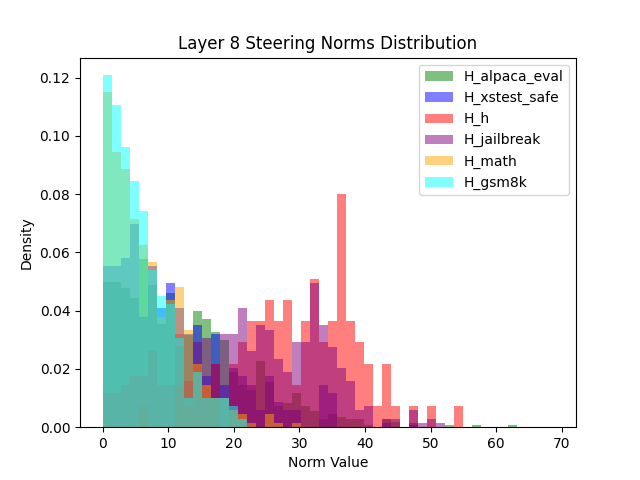 Layer 8 Steering Norms Distribution
H_alpaca_eval
H_xstest_safe
H_h
H_jailbreak
H_math
H_gsm8k
Density
0.12
0.10
0.08
0.06
0.04
0.02
0.00
0 10 20 30 40 50 60 70
Norm Value